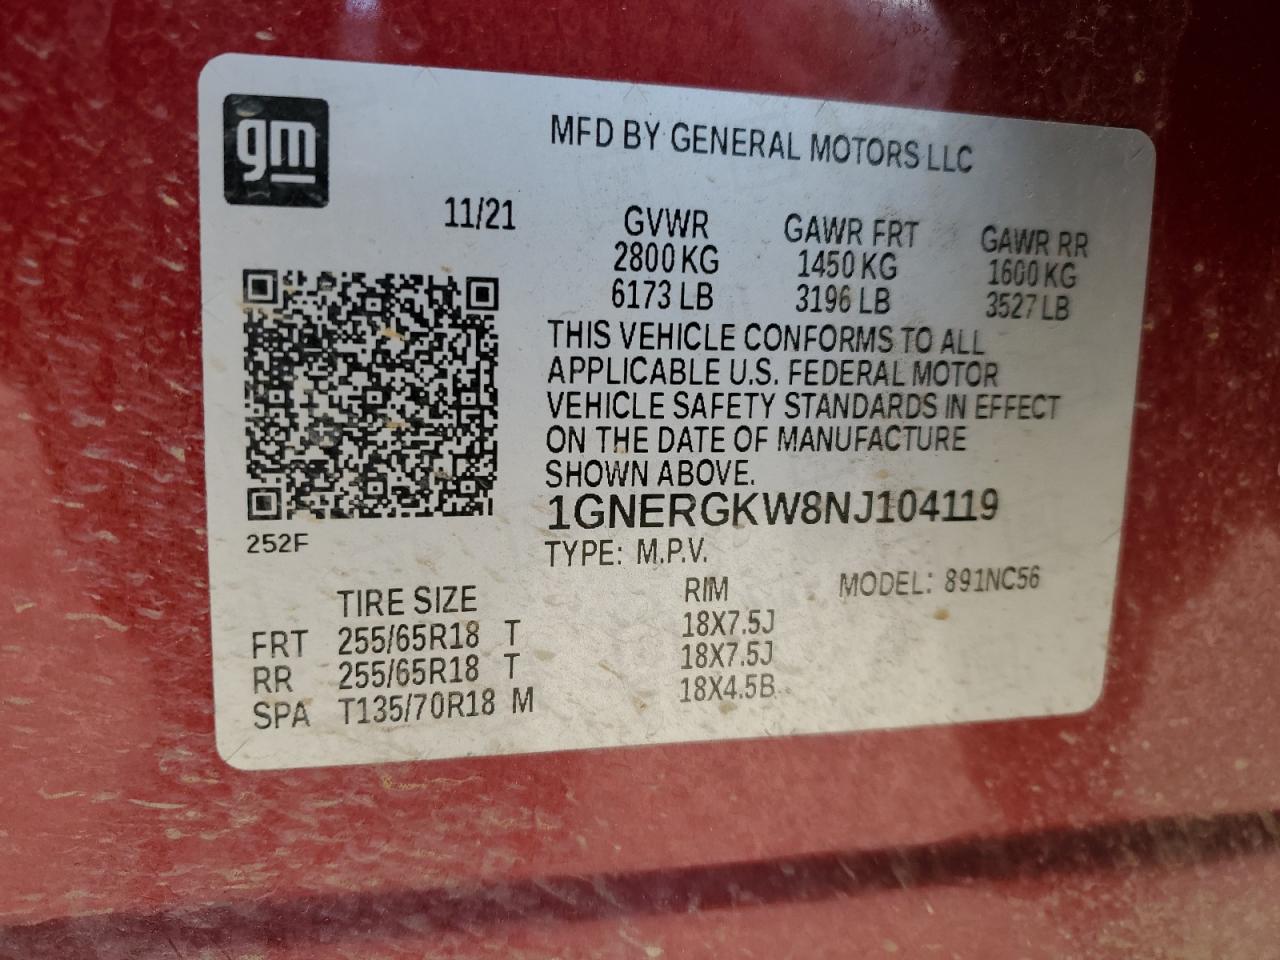 gm
MFD BY GENERAL MOTORS LLC
11/21 GVWR GAWR FRT GAWR RR
2800 KG 1450 KG 1600 KG
6173 LB 3196 LB 3527 LB
THIS VEHICLE CONFORMS TO ALL
APPLICABLE U.S. FEDERAL MOTOR
VEHICLE SAFETY STANDARDS IN EFFECT
ON THE DATE OF MANUFACTURE
SHOWN ABOVE.
1GNERGKW8NJ104119
252F
TYPE: M.P.V. MODEL: 891NC56
TIRE SIZE RIM
FRT 255/65R18 T 18X7.5J
RR 255/65R18 T 18X7.5J
SPA T135/70R18 M 18X4.5B